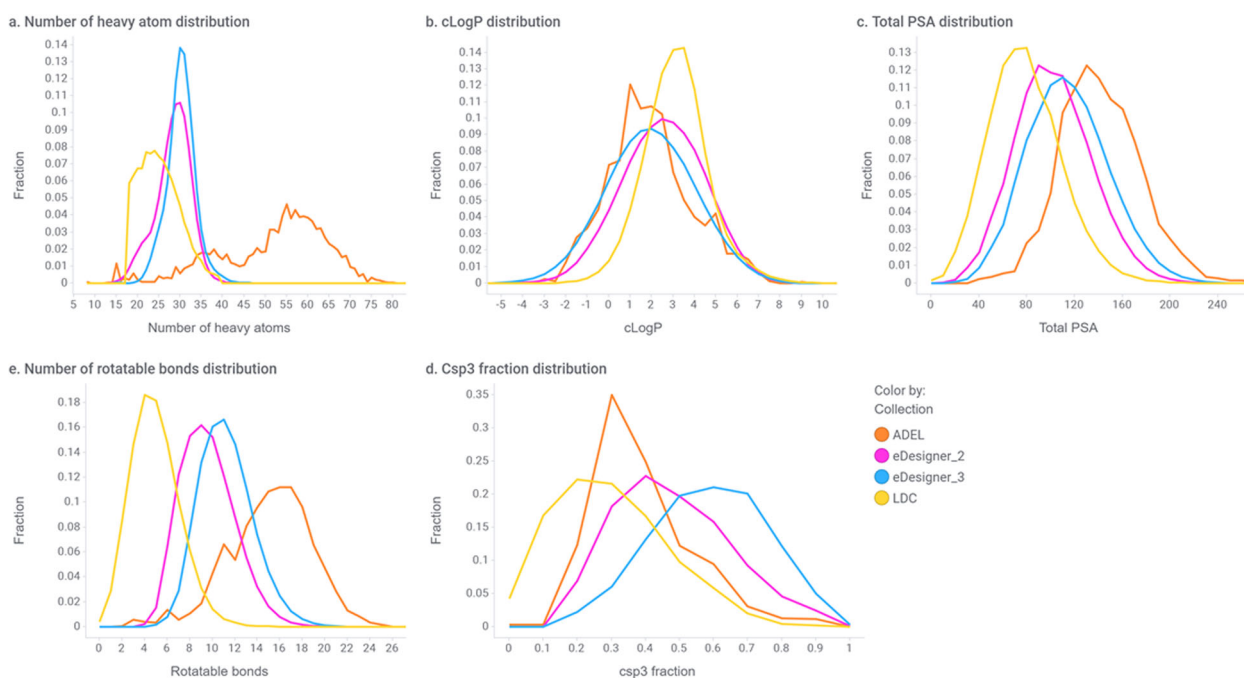 a. Number of heavy atom distribution
0.14
0.13
0.12
0.11
0.1
0.09
0.08
0.07
0.06
0.05
0.04
0.03
0.02
0.01
0
Fraction
5 10 15 20 25 30 35 40 45 50 55 60 65 70 75 80
Number of heavy atoms
b. cLogP distribution
0.14
0.13
0.12
0.11
0.1
0.09
0.08
0.07
0.06
0.05
0.04
0.03
0.02
0.01
0
Fraction
-5 -4 -3 -2 -1 0 1 2 3 4 5 6 7 8 9 10
cLogP
c. Total PSA distribution
0.13
0.12
0.11
0.1
0.09
0.08
0.07
0.06
0.05
0.04
0.03
0.02
0.01
0
Fraction
0 40 80 120 160 200 240
Total PSA
e. Number of rotatable bonds distribution
0.18
0.16
0.14
0.12
0.1
0.08
0.06
0.04
0.02
0
Fraction
0 2 4 6 8 10 12 14 16 18 20 22 24 26
Rotatable bonds
d. Csp3 fraction distribution
0.35
0.3
0.25
0.2
0.15
0.1
0.05
0
Fraction
0 0.1 0.2 0.3 0.4 0.5 0.6 0.7 0.8 0.9 1
csp3 fraction
Color by:
Collection
ADEL
eDesigner_2
eDesigner_3
LDC